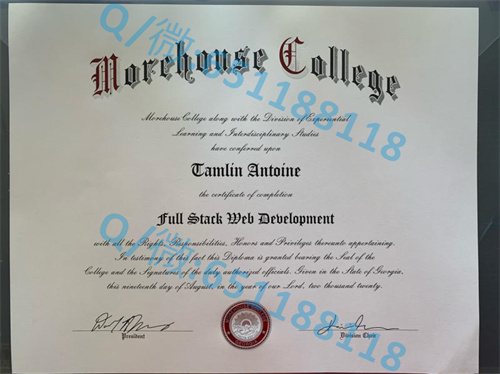 Morehouse College
Morehouse College along with the Division of Experiential
Learning and Interdisciplinary Studies
have conferred upon
Tamlin Antoine
the certificate of completion
Full Stack Web Development
with all the Rights, Responsibilities, Honors and Privileges thereunto appertaining.
In testimony of this fact this Diploma is granted bearing the Seal of the
College and the Signatures of the duly authorized officials. Given in the State of Georgia,
this nineteenth day of August, in the year of our Lord, two thousand twenty.
President
Division Chair
Q/微:651188118
Q/微:651188118